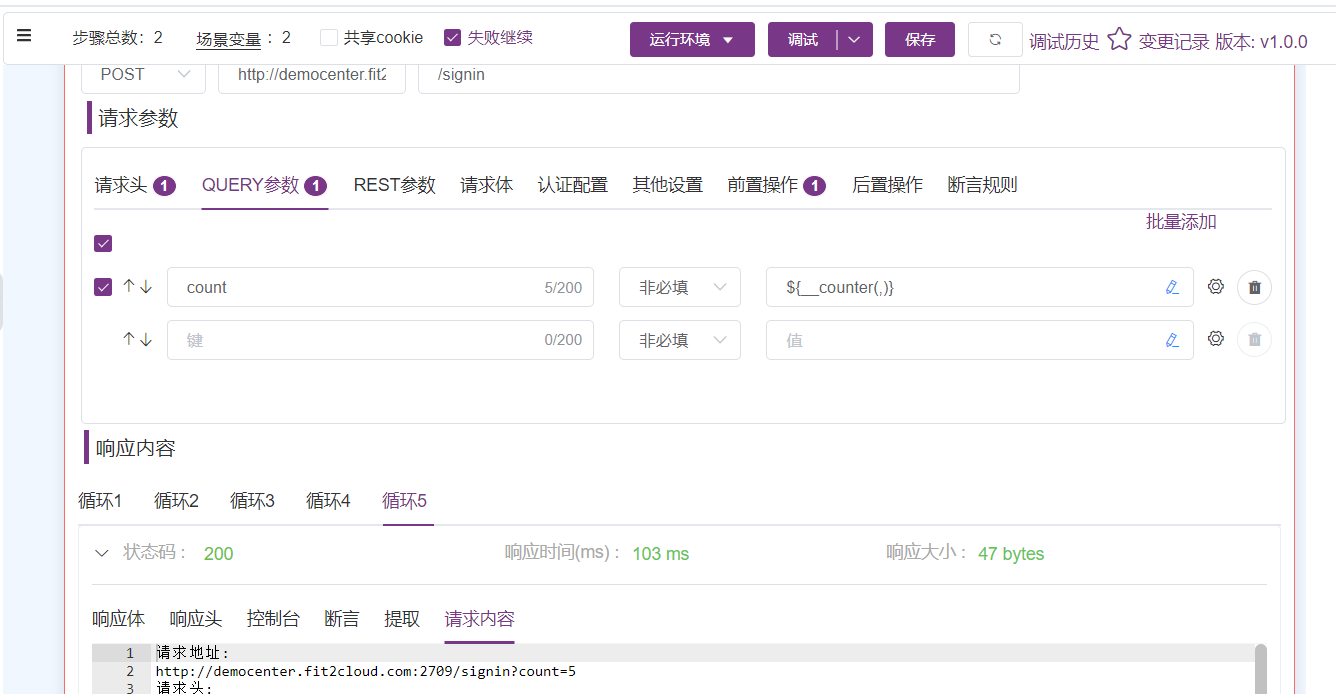 步骤总数：2 场景变量 ：2 共享cookie 失败继续 运行环境 调试 保存 调试历史 变更记录 版本: v1.0.0
POST http://democenter.fit2 /signin
请求参数
请求头 1 QUERY参数 1 REST参数 请求体 认证配置 其他设置 前置操作 1 后置操作 断言规则
批量添加
count 5/200 非必填 ${__counter(,)}
键 0/200 非必填 值
响应内容
循环1 循环2 循环3 循环4 循环5
状态码： 200 响应时间(ms)： 103 ms 响应大小： 47 bytes
响应体 响应头 控制台 断言 提取 请求内容
1 请求地址:
2 http://democenter.fit2cloud.com:2709/signin?count=5
3 请求头: